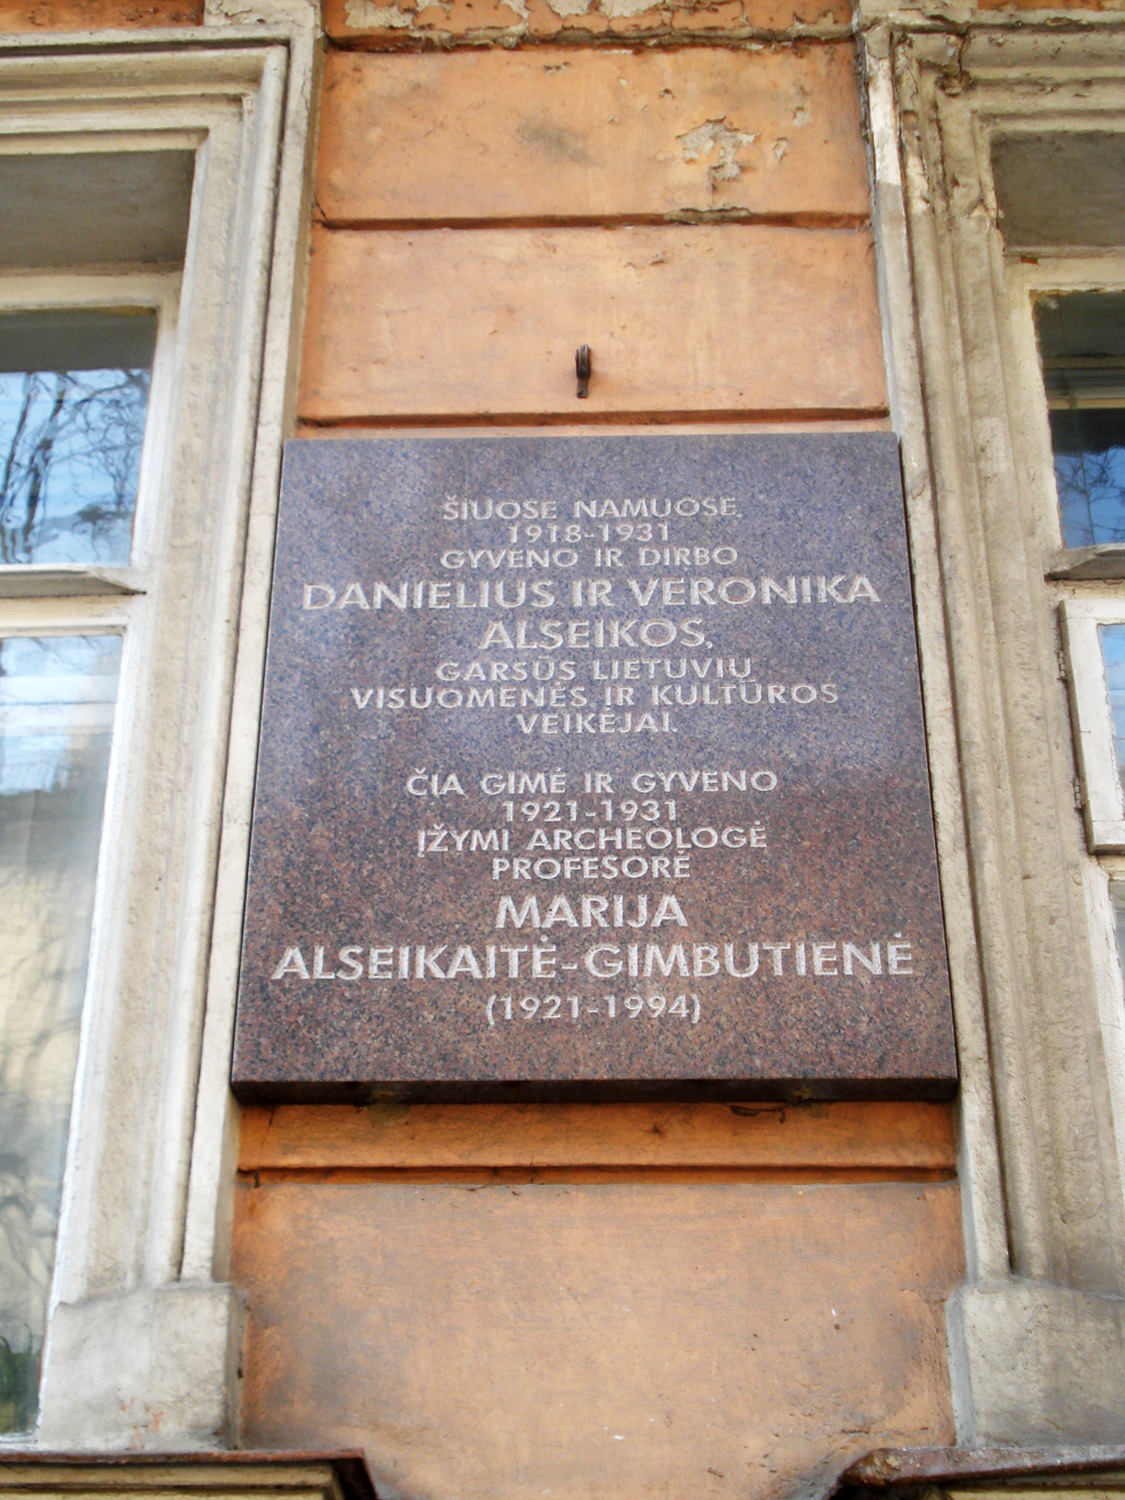 ŠIUOSE NAMUOSE
1918-1931
GYVENO IR DIRBO
DANIELIUS IR VERONIKA
ALSEIKOS,
GARSŪS LIETUVIŲ
VISUOMENĖS IR KULTŪROS
VEIKĖJAI.
ČIA GIMĖ IR GYVENO
1921-1931
ĮŽYMI ARCHEOLOGĖ
PROFESORĖ
MARIJA
ALSEIKAITĖ-GIMBUTIENĖ
(1921-1994)